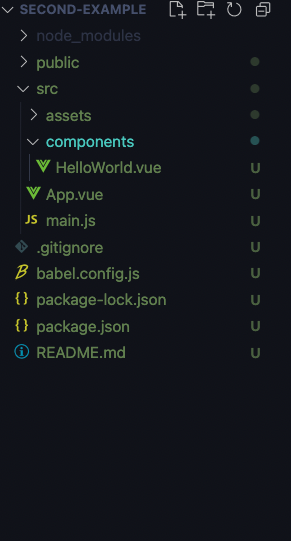 SECOND-EXAMPLE
node_modules
public
src
assets
components
HelloWorld.vue U
App.vue U
JS main.js U
.gitignore U
babel.config.js U
{} package-lock.json U
{} package.json U
README.md U